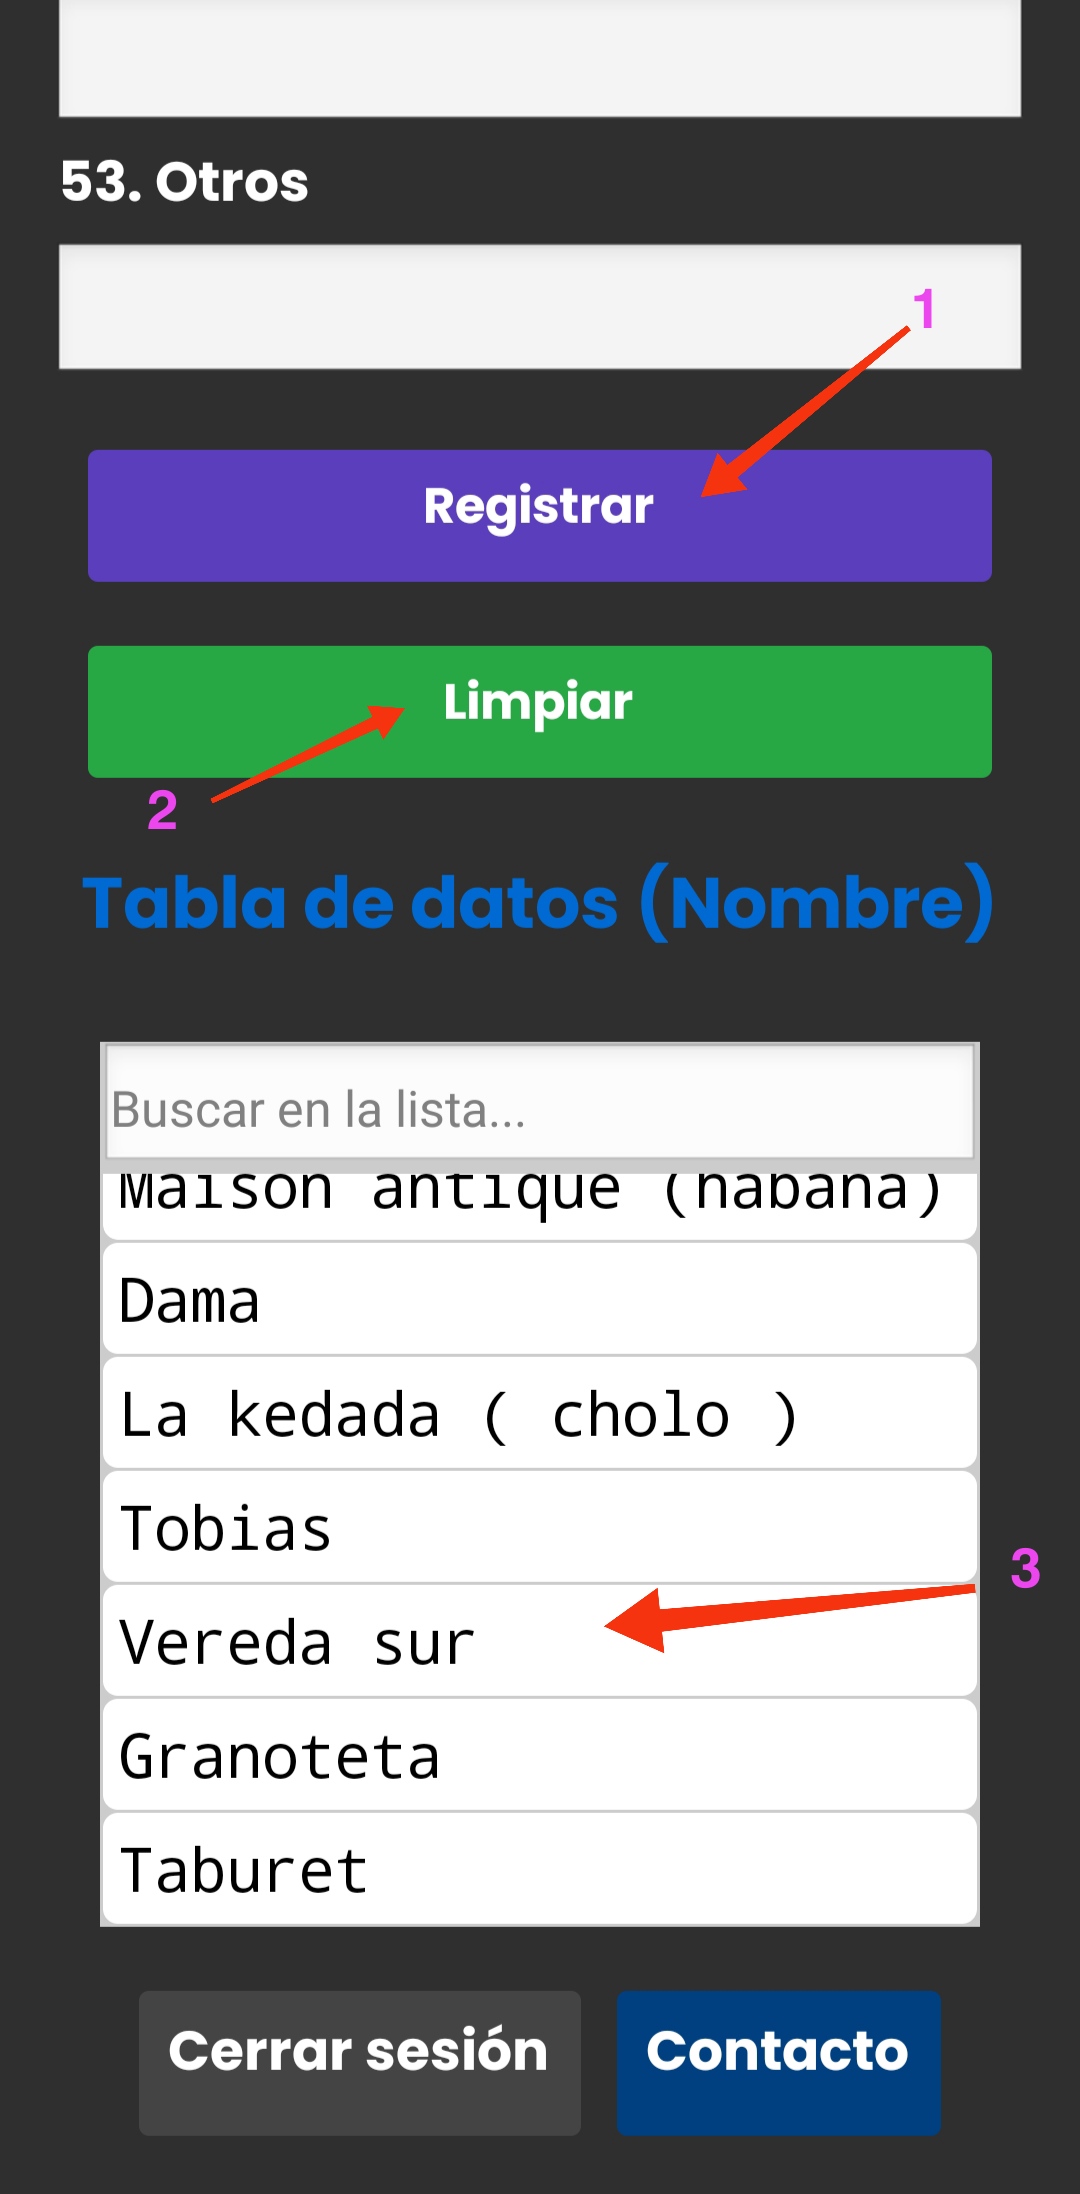 53. Otros
1
Registrar
Limpiar
2
Tabla de datos (Nombre)
Buscar en la lista...
Maison antique (habana)
Dama
La kedada ( cholo )
Tobias
3
Vereda sur
Granoteta
Taburet
Cerrar sesión
Contacto